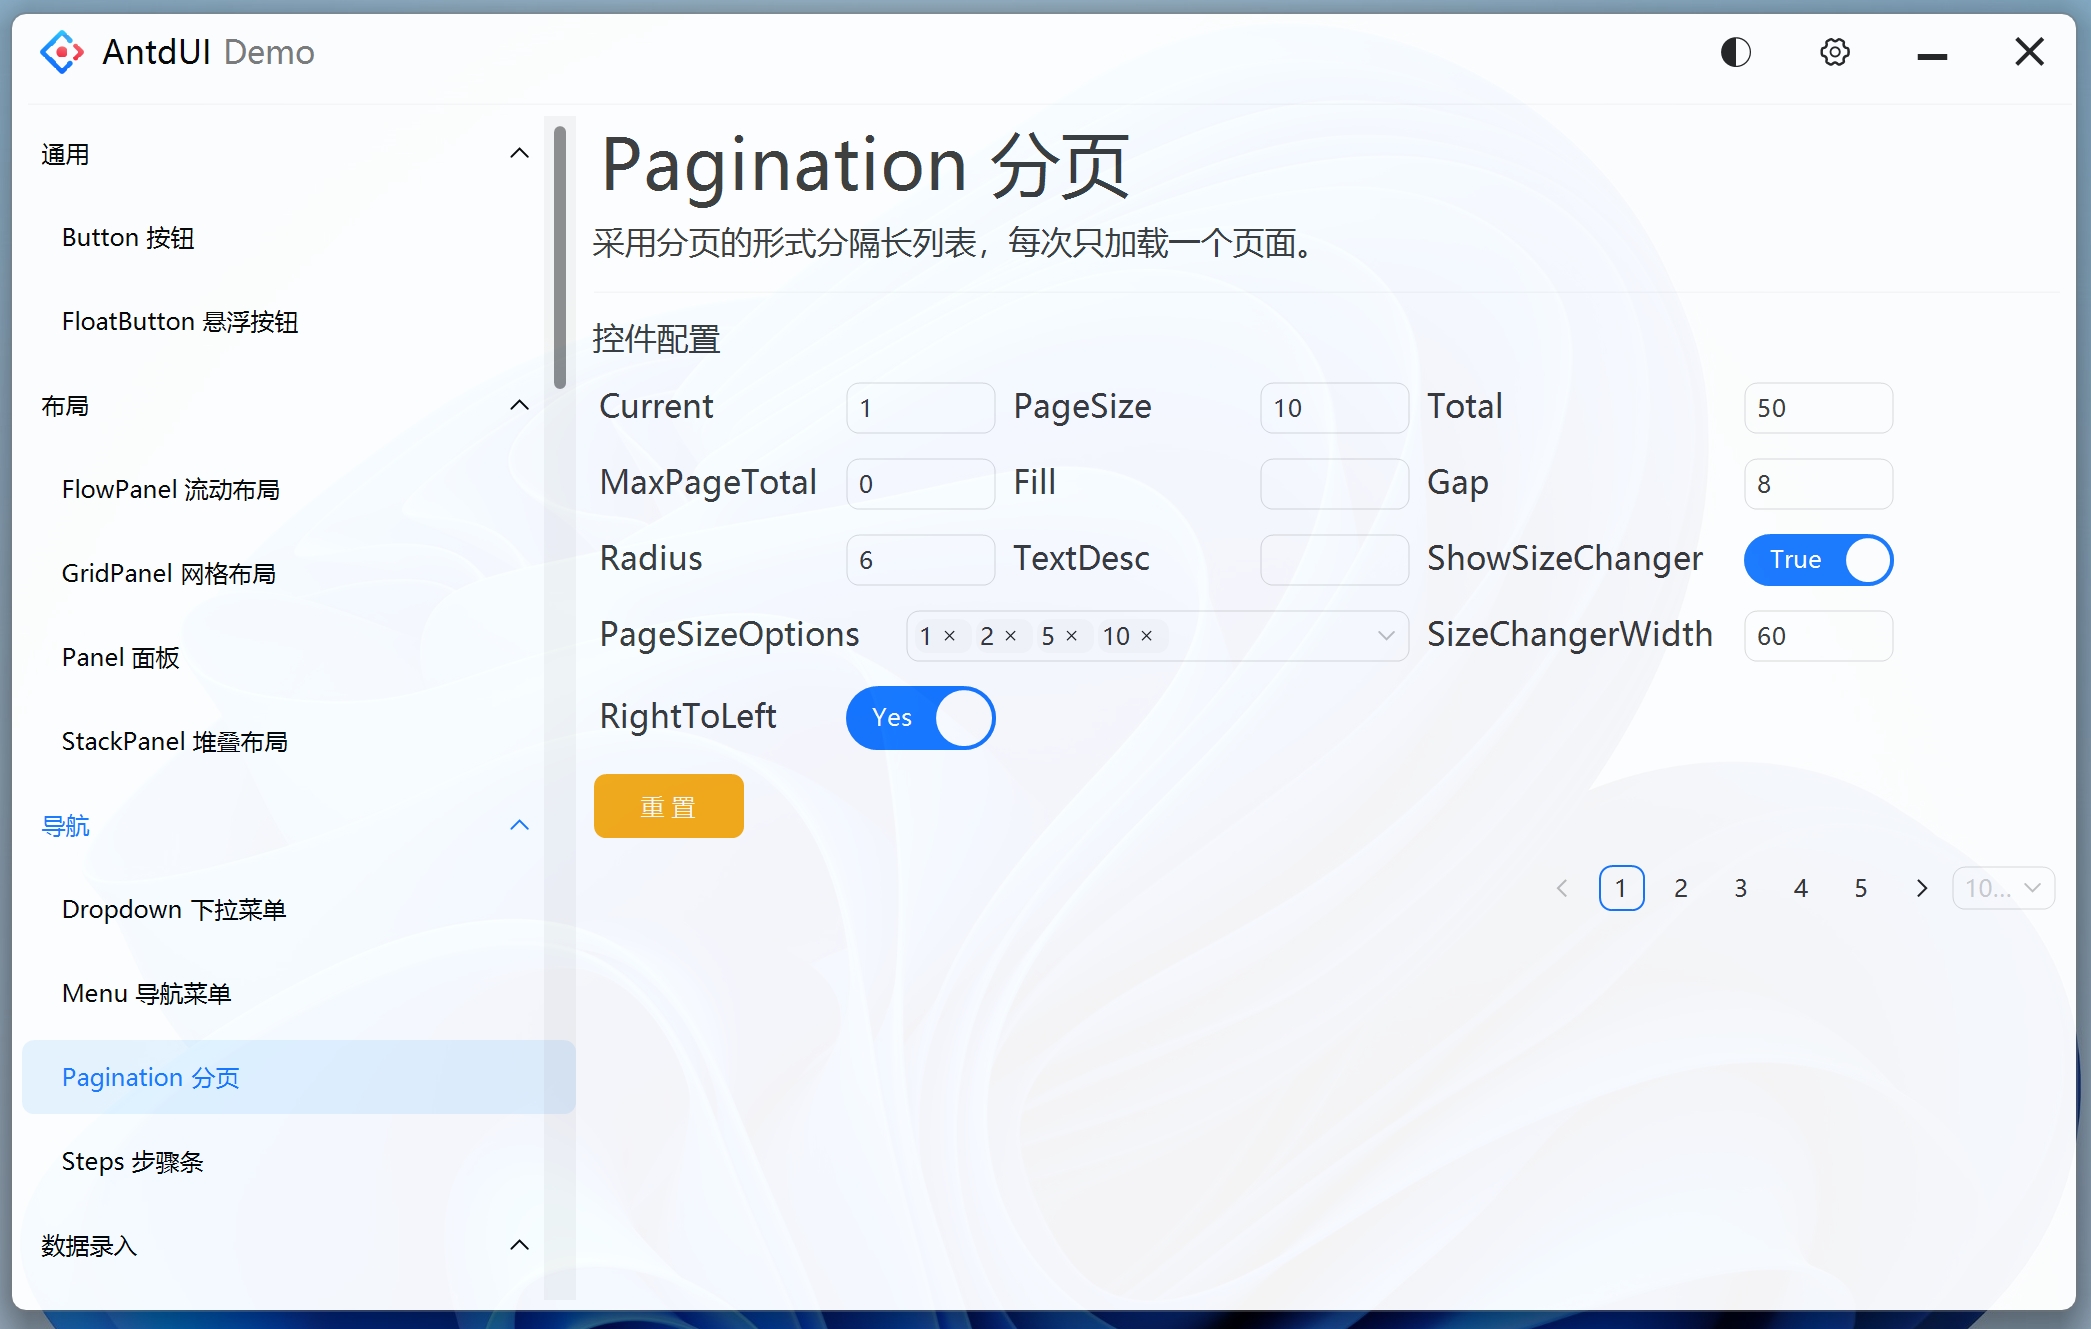 AntdUI Demo
通用
Button 按钮
FloatButton 悬浮按钮
布局
FlowPanel 流动布局
GridPanel 网格布局
Panel 面板
StackPanel 堆叠布局
导航
Dropdown 下拉菜单
Menu 导航菜单
Pagination 分页
Steps 步骤条
数据录入
Pagination 分页
采用分页的形式分隔长列表，每次只加载一个页面。
控件配置
Current 1 PageSize 10 Total 50
MaxPageTotal 0 Fill Gap 8
Radius 6 TextDesc ShowSizeChanger True
PageSizeOptions 1 × 2 × 5 × 10 × SizeChangerWidth 60
RightToLeft Yes
重置
1 2 3 4 5 10...